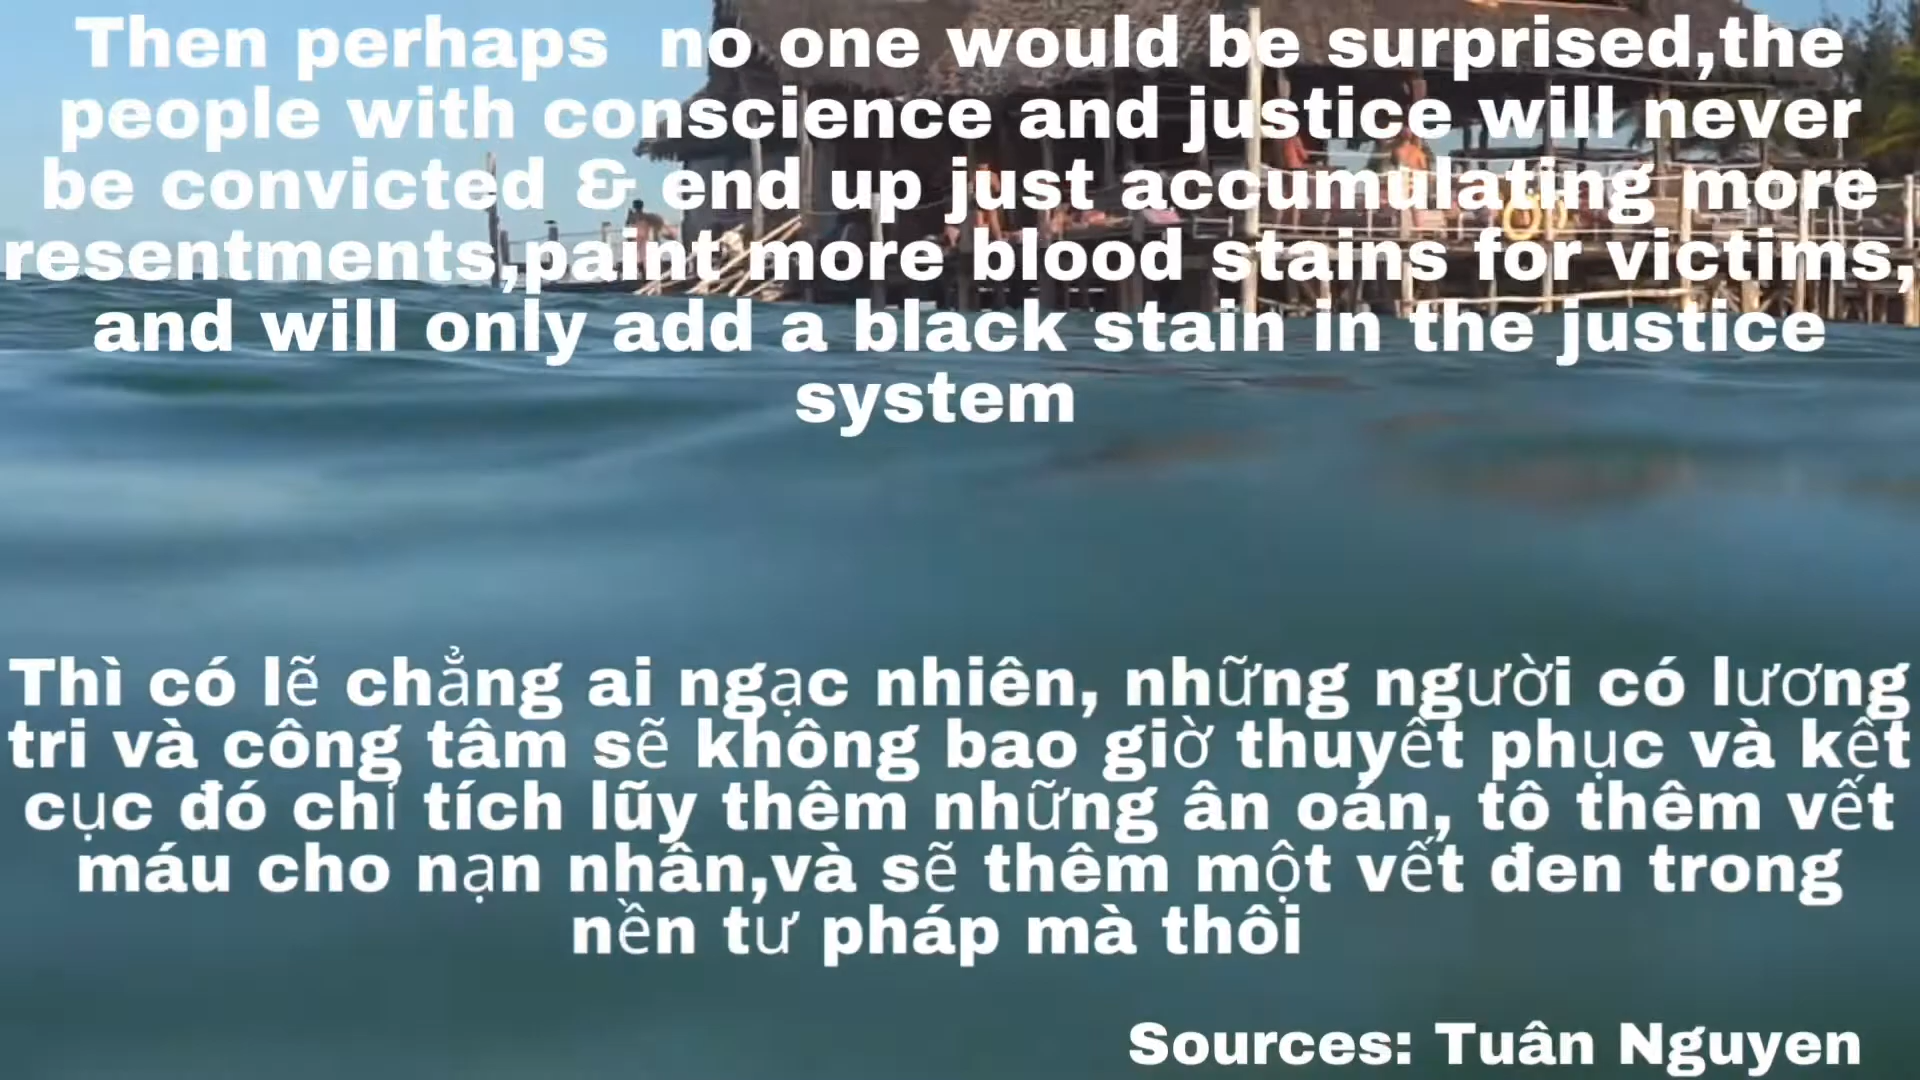 Then perhaps  no one would be surprised,the
people with conscience and justice will never
be convicted & end up just accumulating more
resentments,paint more blood stains for victims,
and will only add a black stain in the justice
system
Thì có lẽ chẳng ai ngạc nhiên, những người có lương
tri và công tâm sẽ không bao giờ thuyết phục và kết
cục đó chỉ tích lũy thêm những ân oán, tô thêm vết
máu cho nạn nhân,và sẽ thêm một vết đen trong
nền tư pháp mà thôi
Sources: Tuân Nguyen